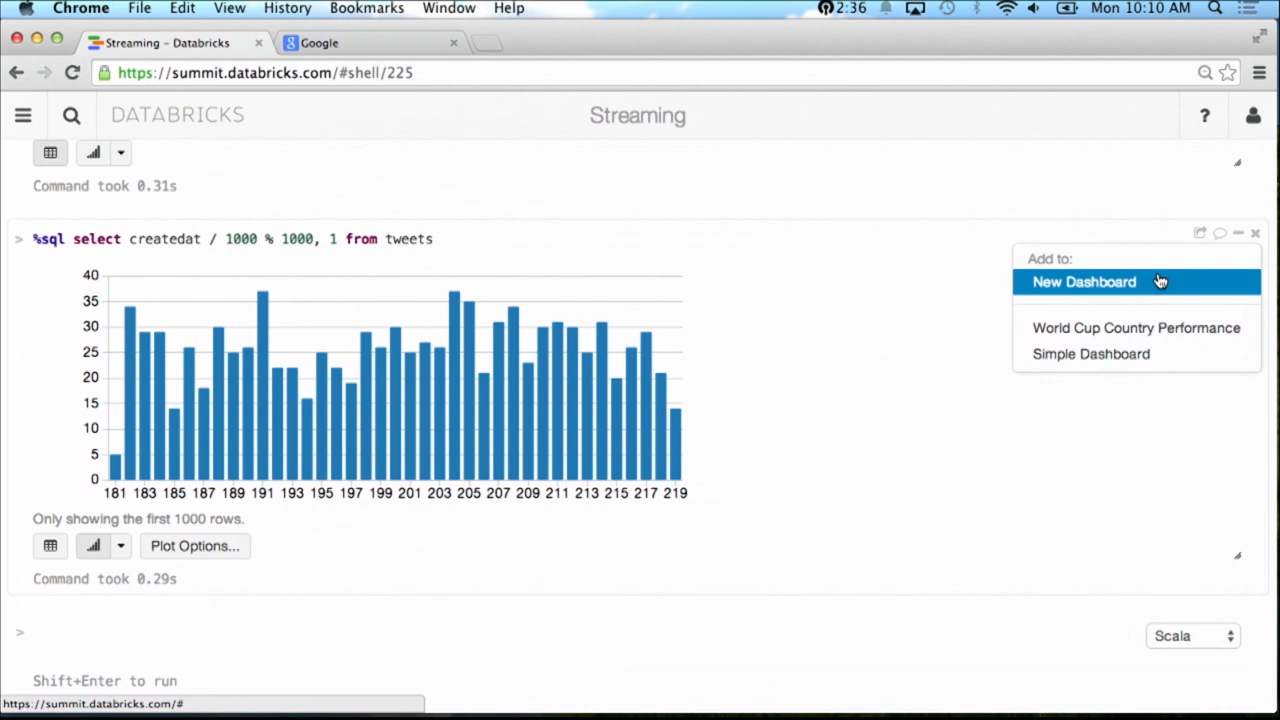 Chrome File Edit View History Bookmarks Window Help 2:36 Mon 10:10 AM
Streaming - Databricks Google
https://summit.databricks.com/#shell/225
DATABRICKS Streaming ?
Command took 0.31s
> %sql select createdat / 1000 % 1000, 1 from tweets
Add to:
New Dashboard
World Cup Country Performance
Simple Dashboard
40
35
30
25
20
15
10
5
0
181 183 185 187 189 191 193 195 197 199 201 203 205 207 209 211 213 215 217 219
Only showing the first 1000 rows.
Plot Options...
Command took 0.29s
>
Scala
Shift+Enter to run
https://summit.databricks.com/#